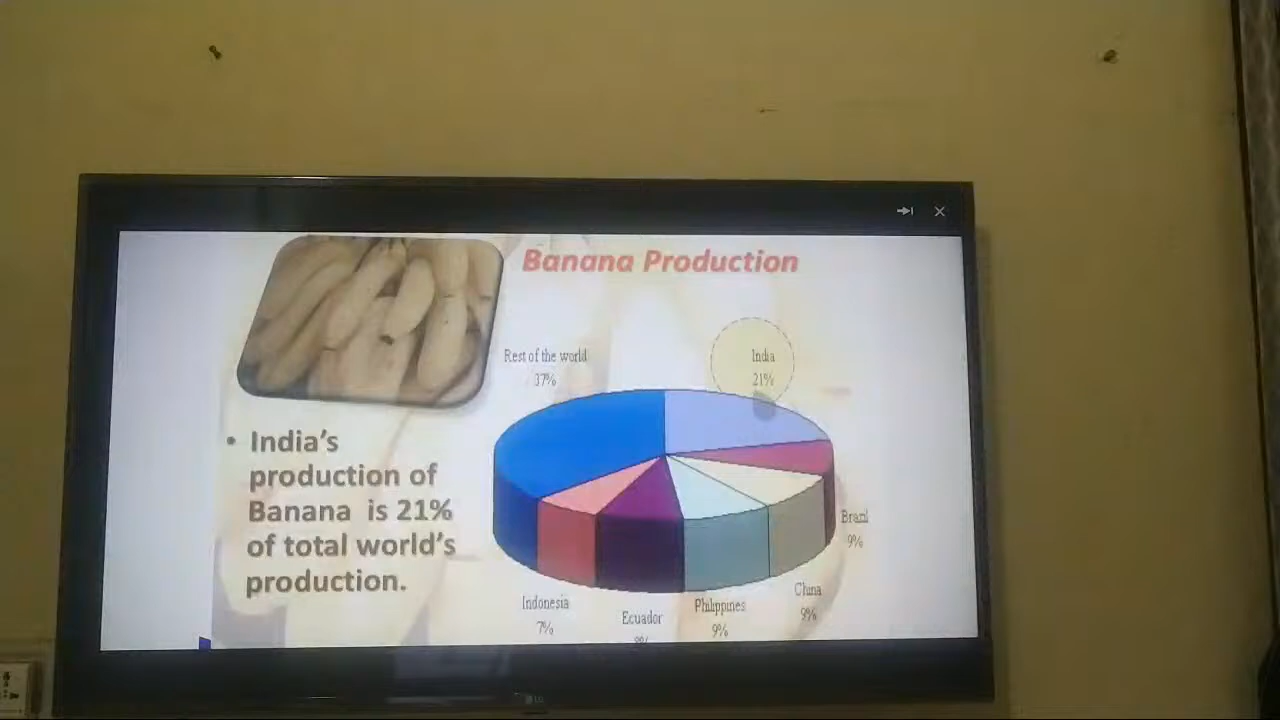 Banana Production
Rest of the world
37%
India
21%
• India's
production of
Banana is 21%
of total world's
production.
Brazil
9%
China
9%
Philippines
9%
Ecuador
Indonesia
7%
LG